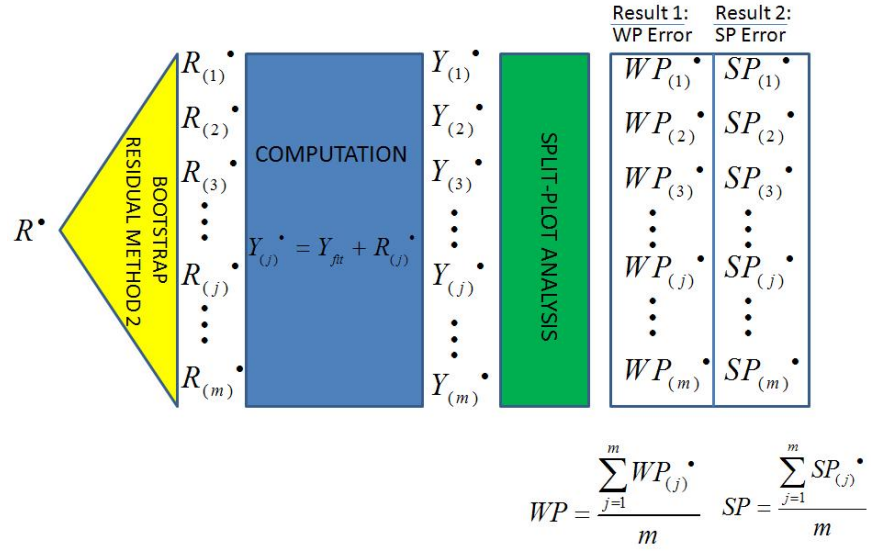 Result 1: Result 2:
WP Error SP Error
R•
BOOTSTRAP
RESIDUAL METHOD 2
R(1)•
R(2)•
R(3)•
R(j)•
R(m)•
COMPUTATION
Y(j)• = Yfit + R(j)•
Y(1)•
Y(2)•
Y(3)•
Y(j)•
Y(m)•
SPLIT-PLOT ANALYSIS
WP(1)• SP(1)•
WP(2)• SP(2)•
WP(3)• SP(3)•
WP(j)• SP(j)•
WP(m)• SP(m)•
WP = ∑j=1m WP(j)• / m SP = ∑j=1m SP(j)• / m